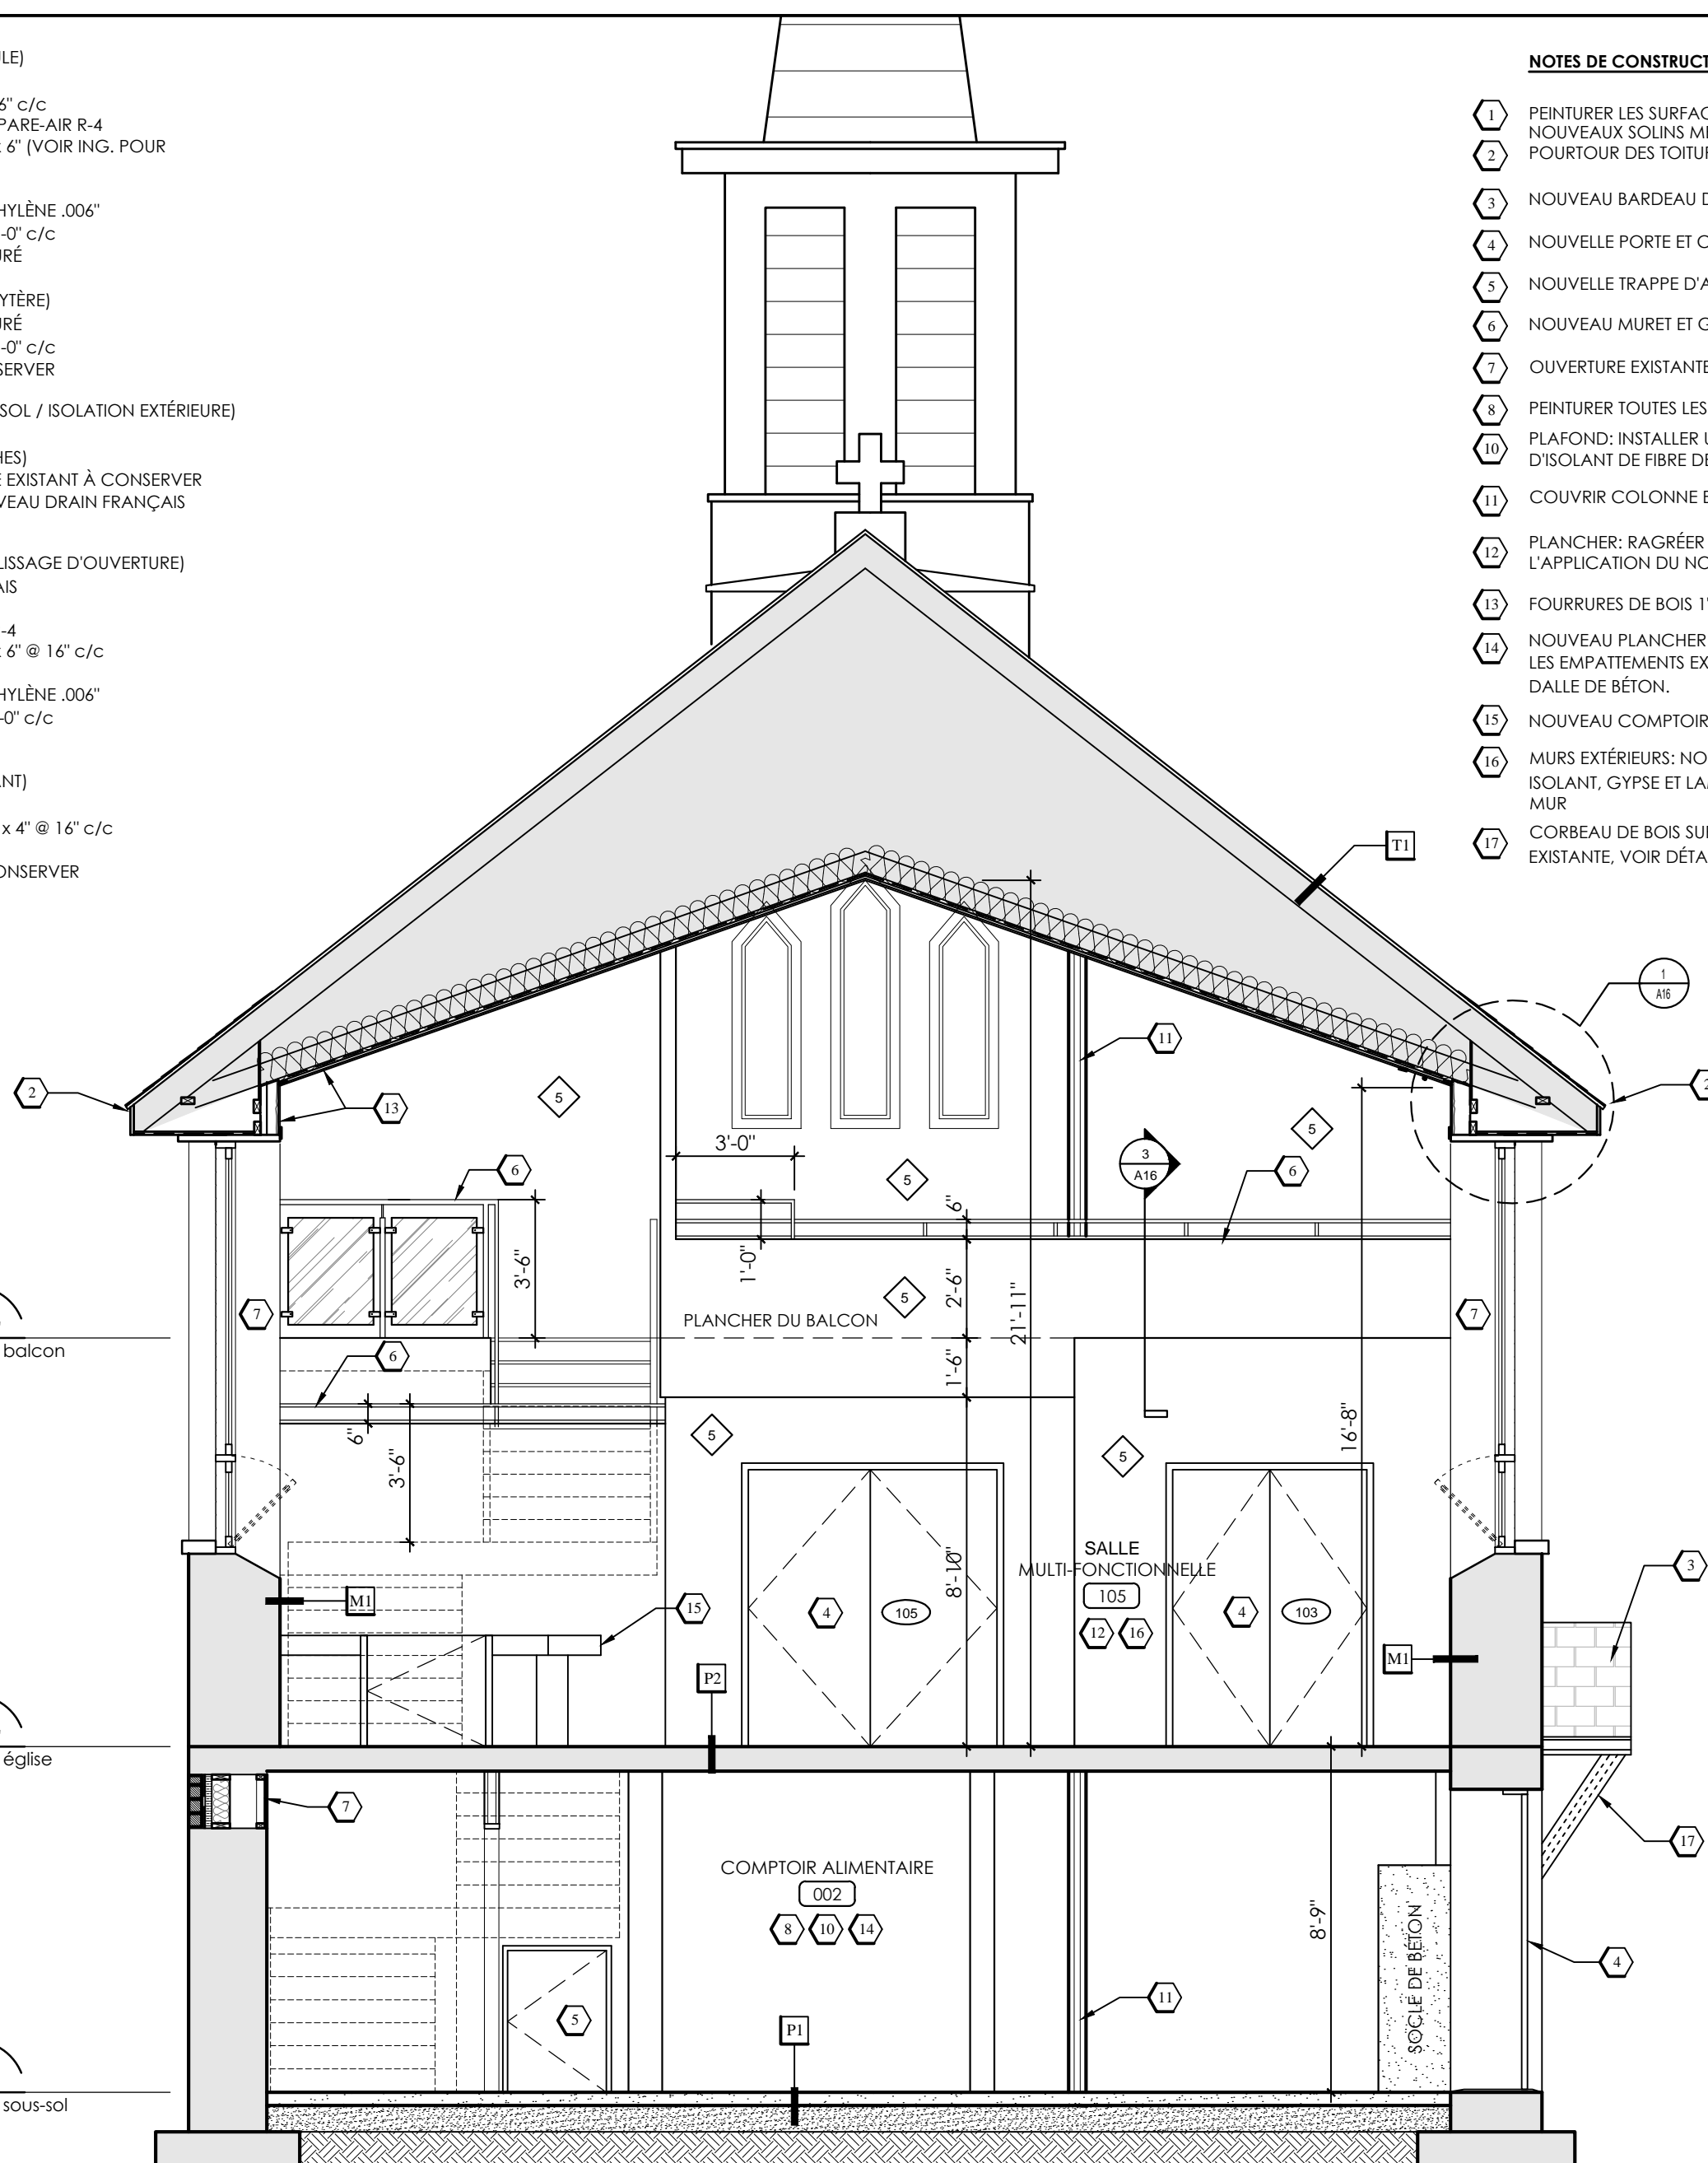 ULE)
6" c/c
PARE-AIR R-4
x 6" (VOIR ING. POUR
HYLÈNE .006"
-0" c/c
URÉ
YTÈRE)
URÉ
-0" c/c
SERVER
SOL / ISOLATION EXTÉRIEURE)
HES)
E EXISTANT À CONSERVER
VEAU DRAIN FRANÇAIS
LISSAGE D'OUVERTURE)
AIS
-4
x 6" @ 16" c/c
HYLÈNE .006"
-0" c/c
ANT)
x 4" @ 16" c/c
ONSERVER
NOTES DE CONSTRUCT
1 PEINTURER LES SURFAC
NOUVEAUX SOLINS M
2 POURTOUR DES TOITU
3 NOUVEAU BARDEAU D
4 NOUVELLE PORTE ET C
5 NOUVELLE TRAPPE D'A
6 NOUVEAU MURET ET G
7 OUVERTURE EXISTANTE
8 PEINTURER TOUTES LES
10 PLAFOND: INSTALLER U
D'ISOLANT DE FIBRE DE
11 COUVRIR COLONNE E
12 PLANCHER: RAGRÉER
L'APPLICATION DU NO
13 FOURRURES DE BOIS 1"
14 NOUVEAU PLANCHER
LES EMPATTEMENTS EX
DALLE DE BÉTON.
15 NOUVEAU COMPTOIR
16 MURS EXTÉRIEURS: NO
ISOLANT, GYPSE ET LA
MUR
17 CORBEAU DE BOIS SU
EXISTANTE, VOIR DÉTA
T1
1
A16
11
2
2
13
5
5
3'-0"
3
A16
6
5
6
6"
1'-0"
3'-6"
2'-6"
21'-11"
5
7
7
PLANCHER DU BALCON
balcon
6
1'-6"
6"
3'-6"
5
5
16'-8"
8'-10"
SALLE
MULTI-FONCTIONNELLE
105
12 16
4 105
4 103
3
M1
15
M1
P2
église
7
17
COMPTOIR ALIMENTAIRE
002
8 10 14
8'-9"
SOCLE DE BÉTON
4
11
5
P1
sous-sol